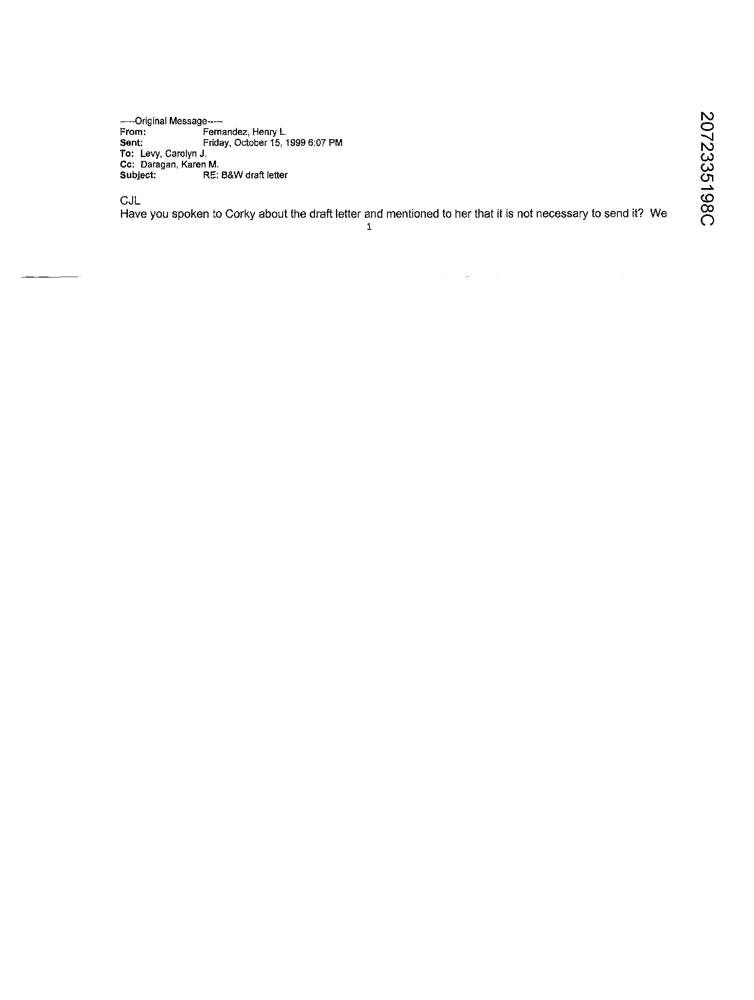 -----Original Message-----
From: Fernandez, Henry L.
Sent: Friday, October 15, 1999 6:07 PM
To: Levy, Carolyn J.
Cc: Daragan, Karen M.
Subject: RE: B&W draft letter
CJL
Have you spoken to Corky about the draft letter and mentioned to her that it is not necessary to send it? We
1
2072335198C